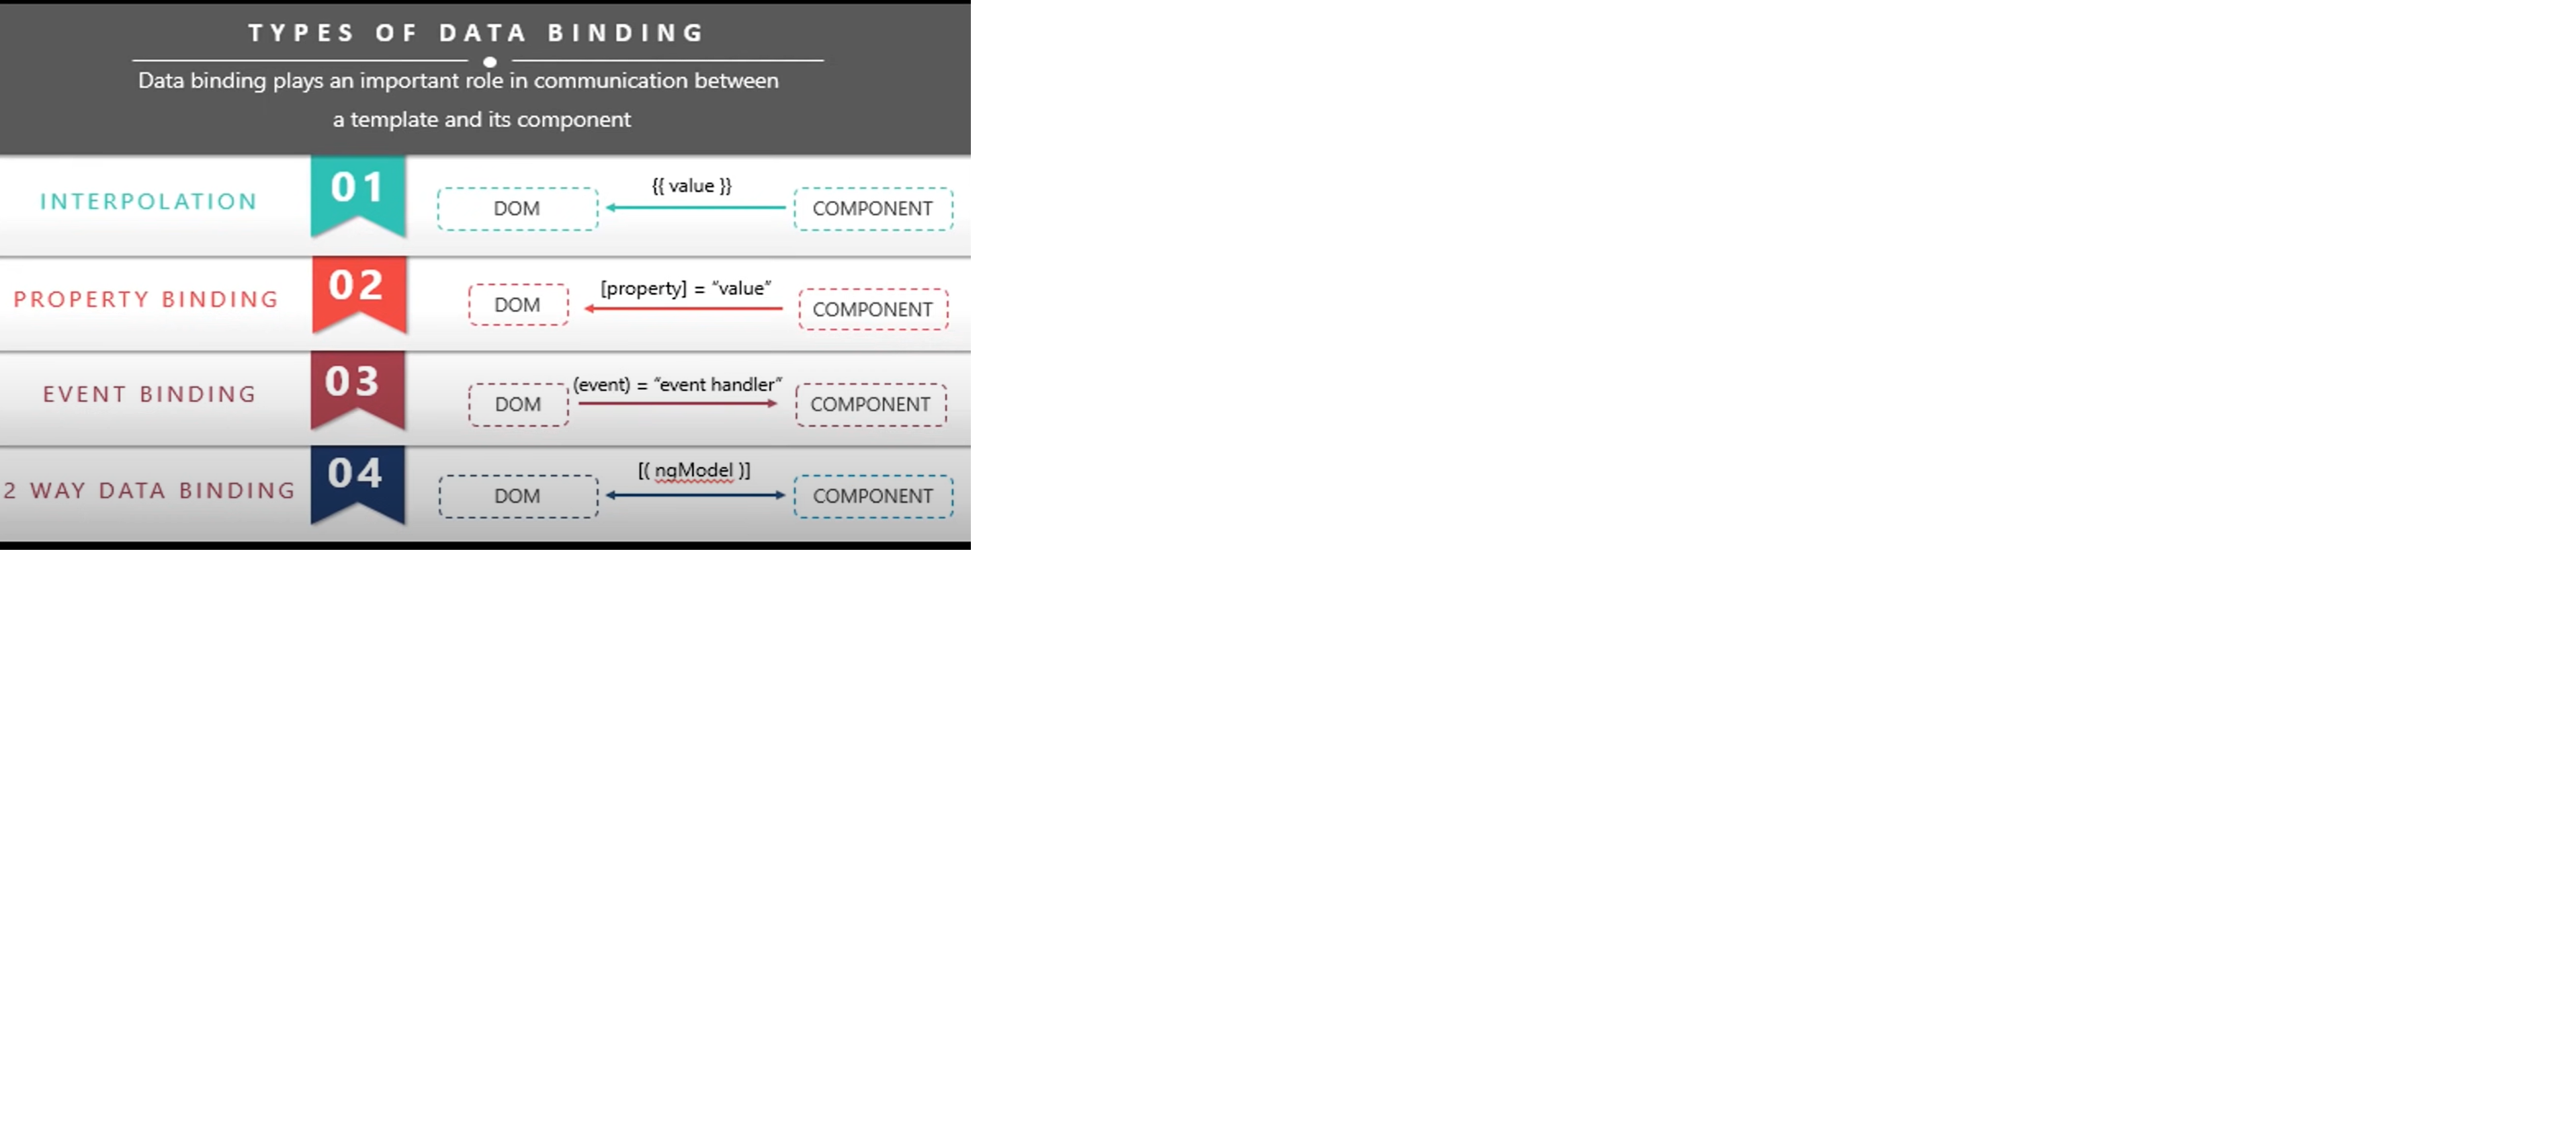 TYPES OF DATA BINDING
Data binding plays an important role in communication between
a template and its component
INTERPOLATION
01
DOM
{{ value }}
COMPONENT
PROPERTY BINDING
02
DOM
[property] = “value”
COMPONENT
EVENT BINDING
03
DOM
(event) = “event handler”
COMPONENT
2 WAY DATA BINDING
04
DOM
[( ngModel )]
COMPONENT